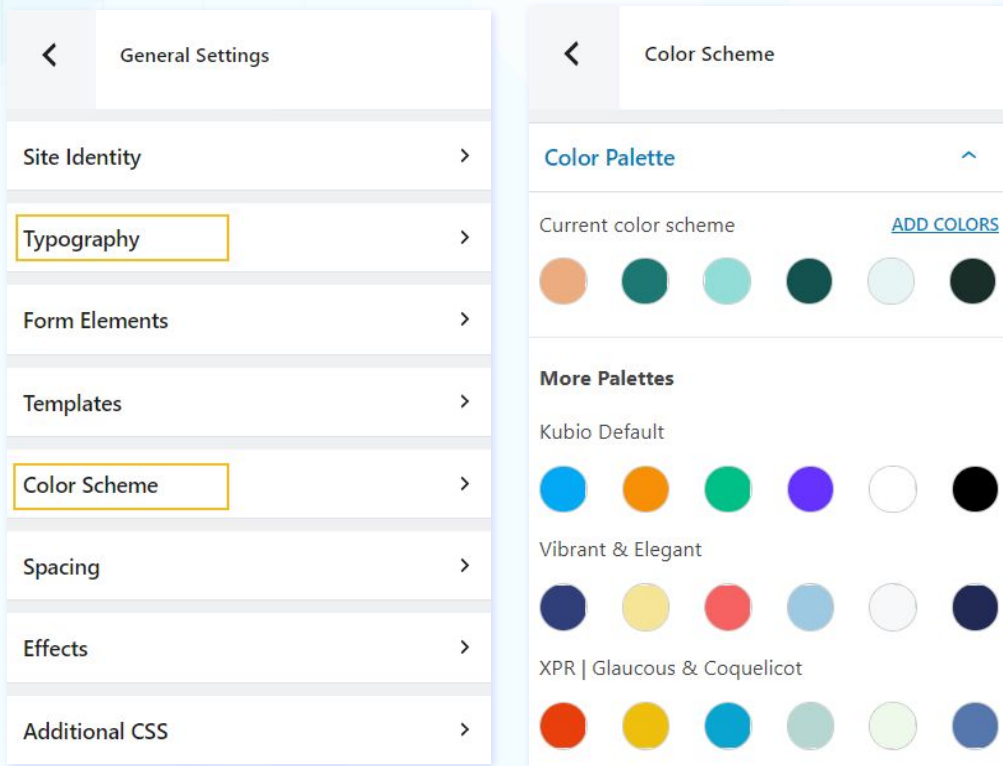 General Settings
Site Identity
Typography
Form Elements
Templates
Color Scheme
Spacing
Effects
Additional CSS
Color Scheme
Color Palette
Current color scheme ADD COLORS
More Palettes
Kubio Default
Vibrant & Elegant
XPR | Glaucous & Coquelicot